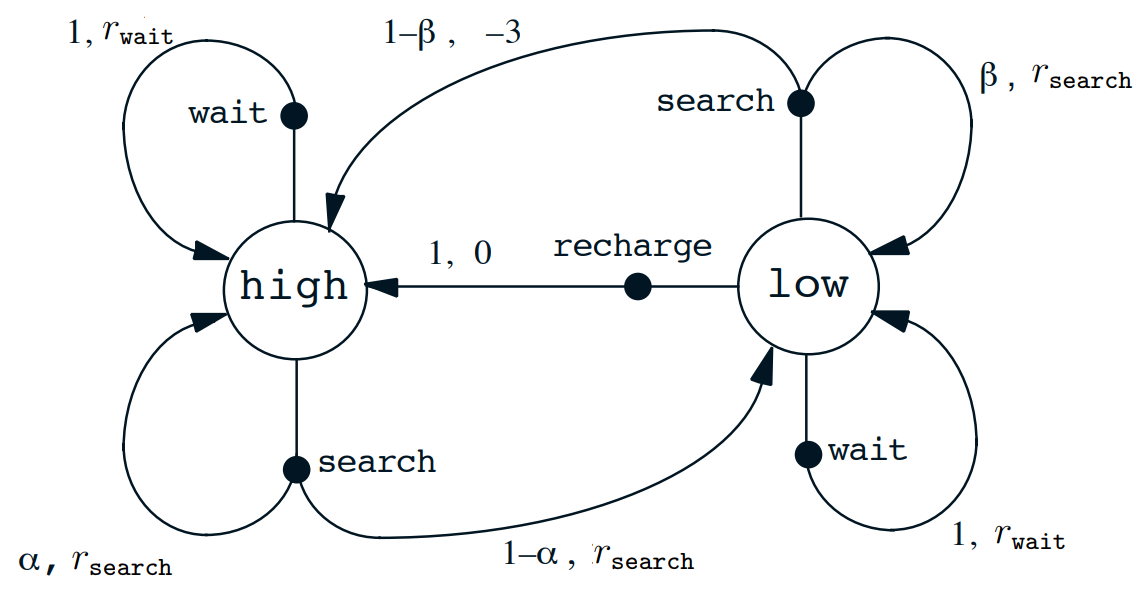 1, r_wait
1–β , –3
wait
search
β , r_search
1, 0
recharge
high
low
search
wait
α, r_search
1–α , r_search
1, r_wait